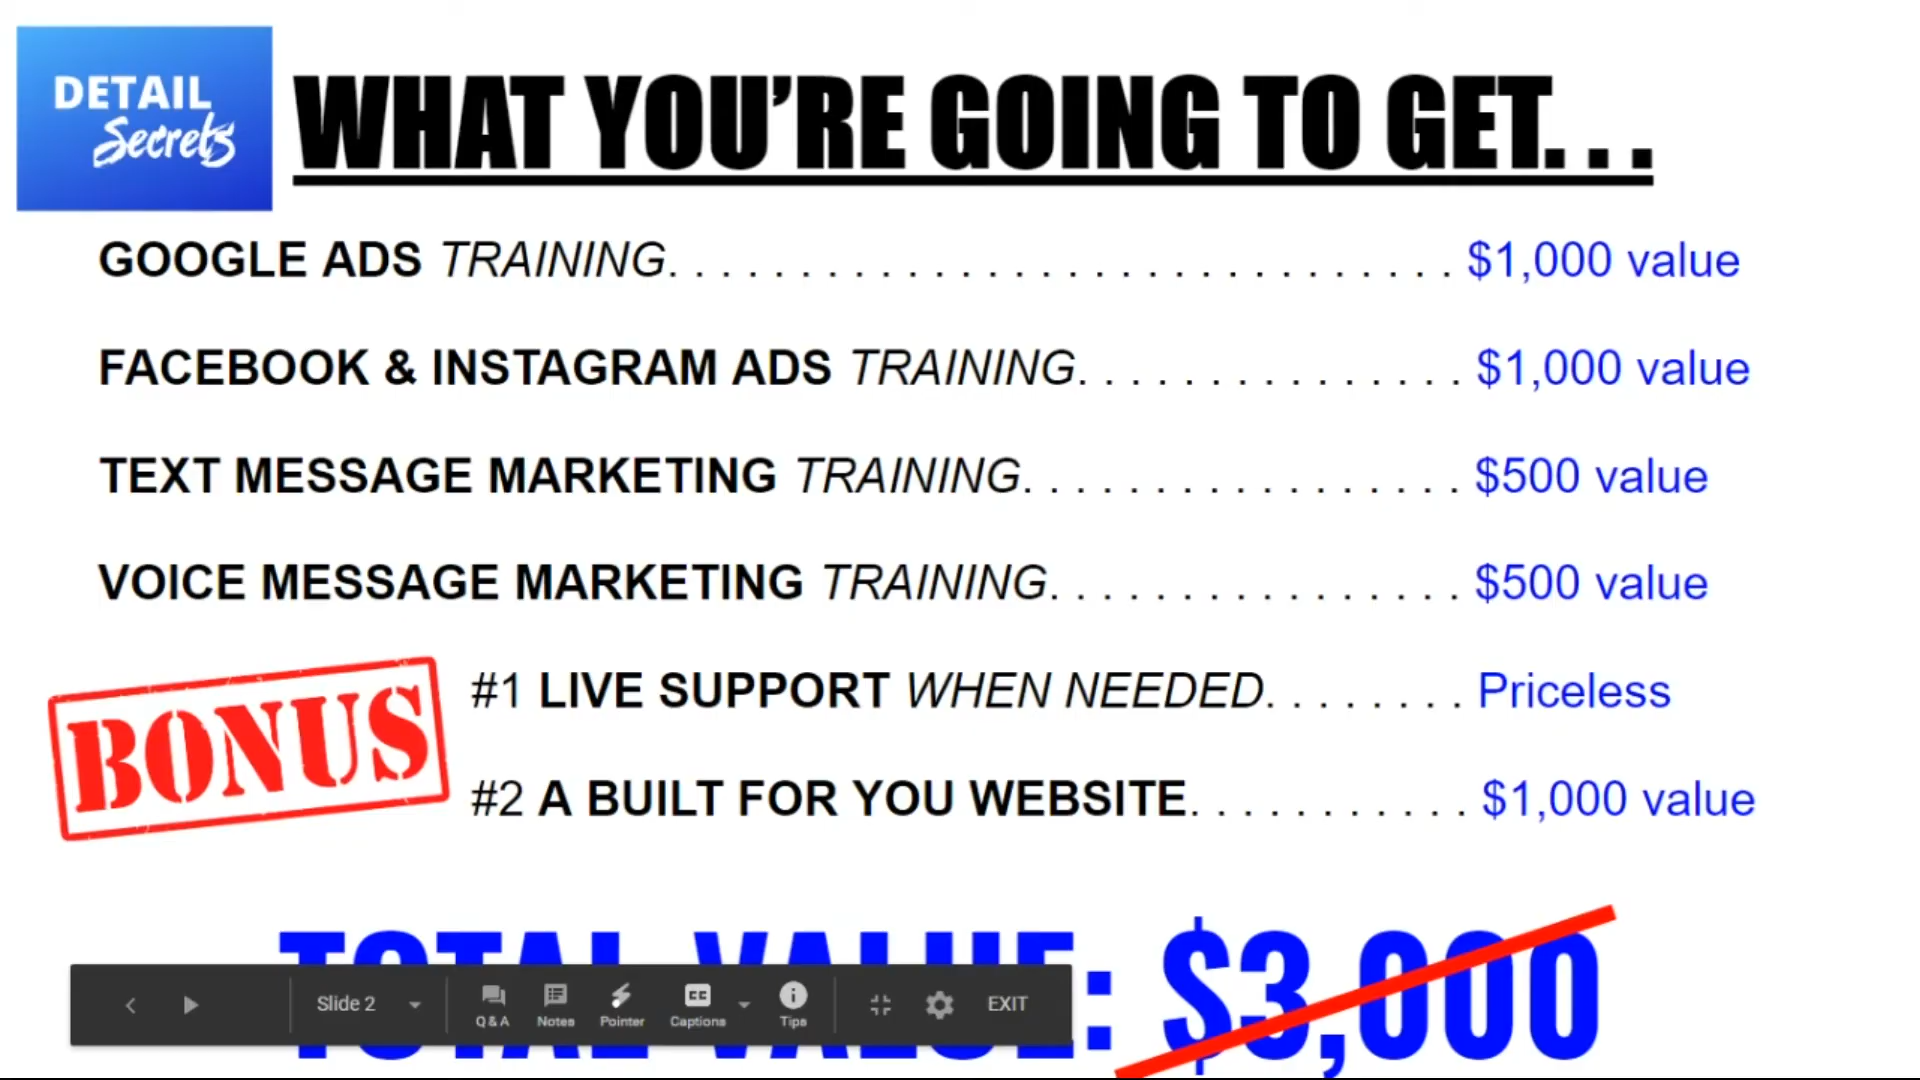 DETAIL
Secrets
WHAT YOU'RE GOING TO GET. . .
GOOGLE ADS TRAINING. . . . . . . . . . . . . . . . . . . . . . . . . . . . . . $1,000 value
FACEBOOK & INSTAGRAM ADS TRAINING. . . . . . . . . . . . . . . $1,000 value
TEXT MESSAGE MARKETING TRAINING. . . . . . . . . . . . . . . . . $500 value
VOICE MESSAGE MARKETING TRAINING. . . . . . . . . . . . . . . . $500 value
BONUS
#1 LIVE SUPPORT WHEN NEEDED. . . . . . . . Priceless
#2 A BUILT FOR YOU WEBSITE. . . . . . . . . . . $1,000 value
TOTAL VALUE: $3,000
Slide 2
Q & A
Notes
Pointer
CC
Captions
Tips
EXIT